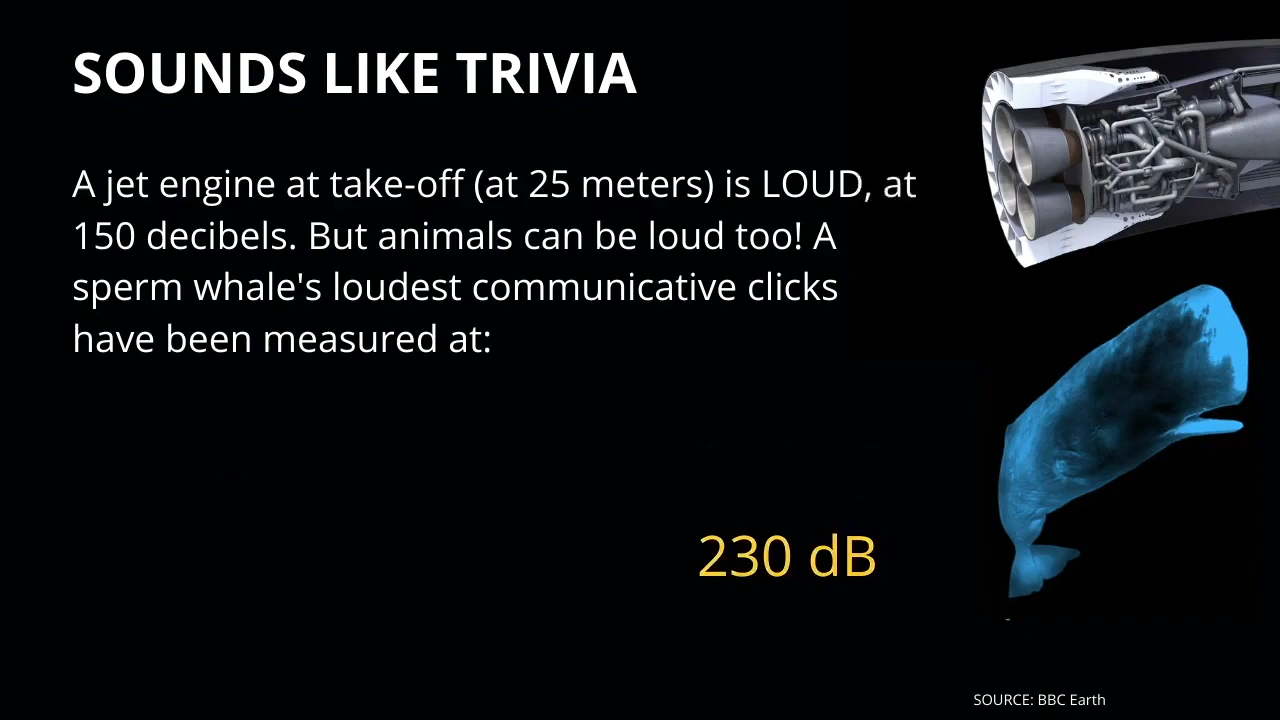 SOUNDS LIKE TRIVIA
A jet engine at take-off (at 25 meters) is LOUD, at
150 decibels. But animals can be loud too! A
sperm whale's loudest communicative clicks
have been measured at:
230 dB
SOURCE: BBC Earth